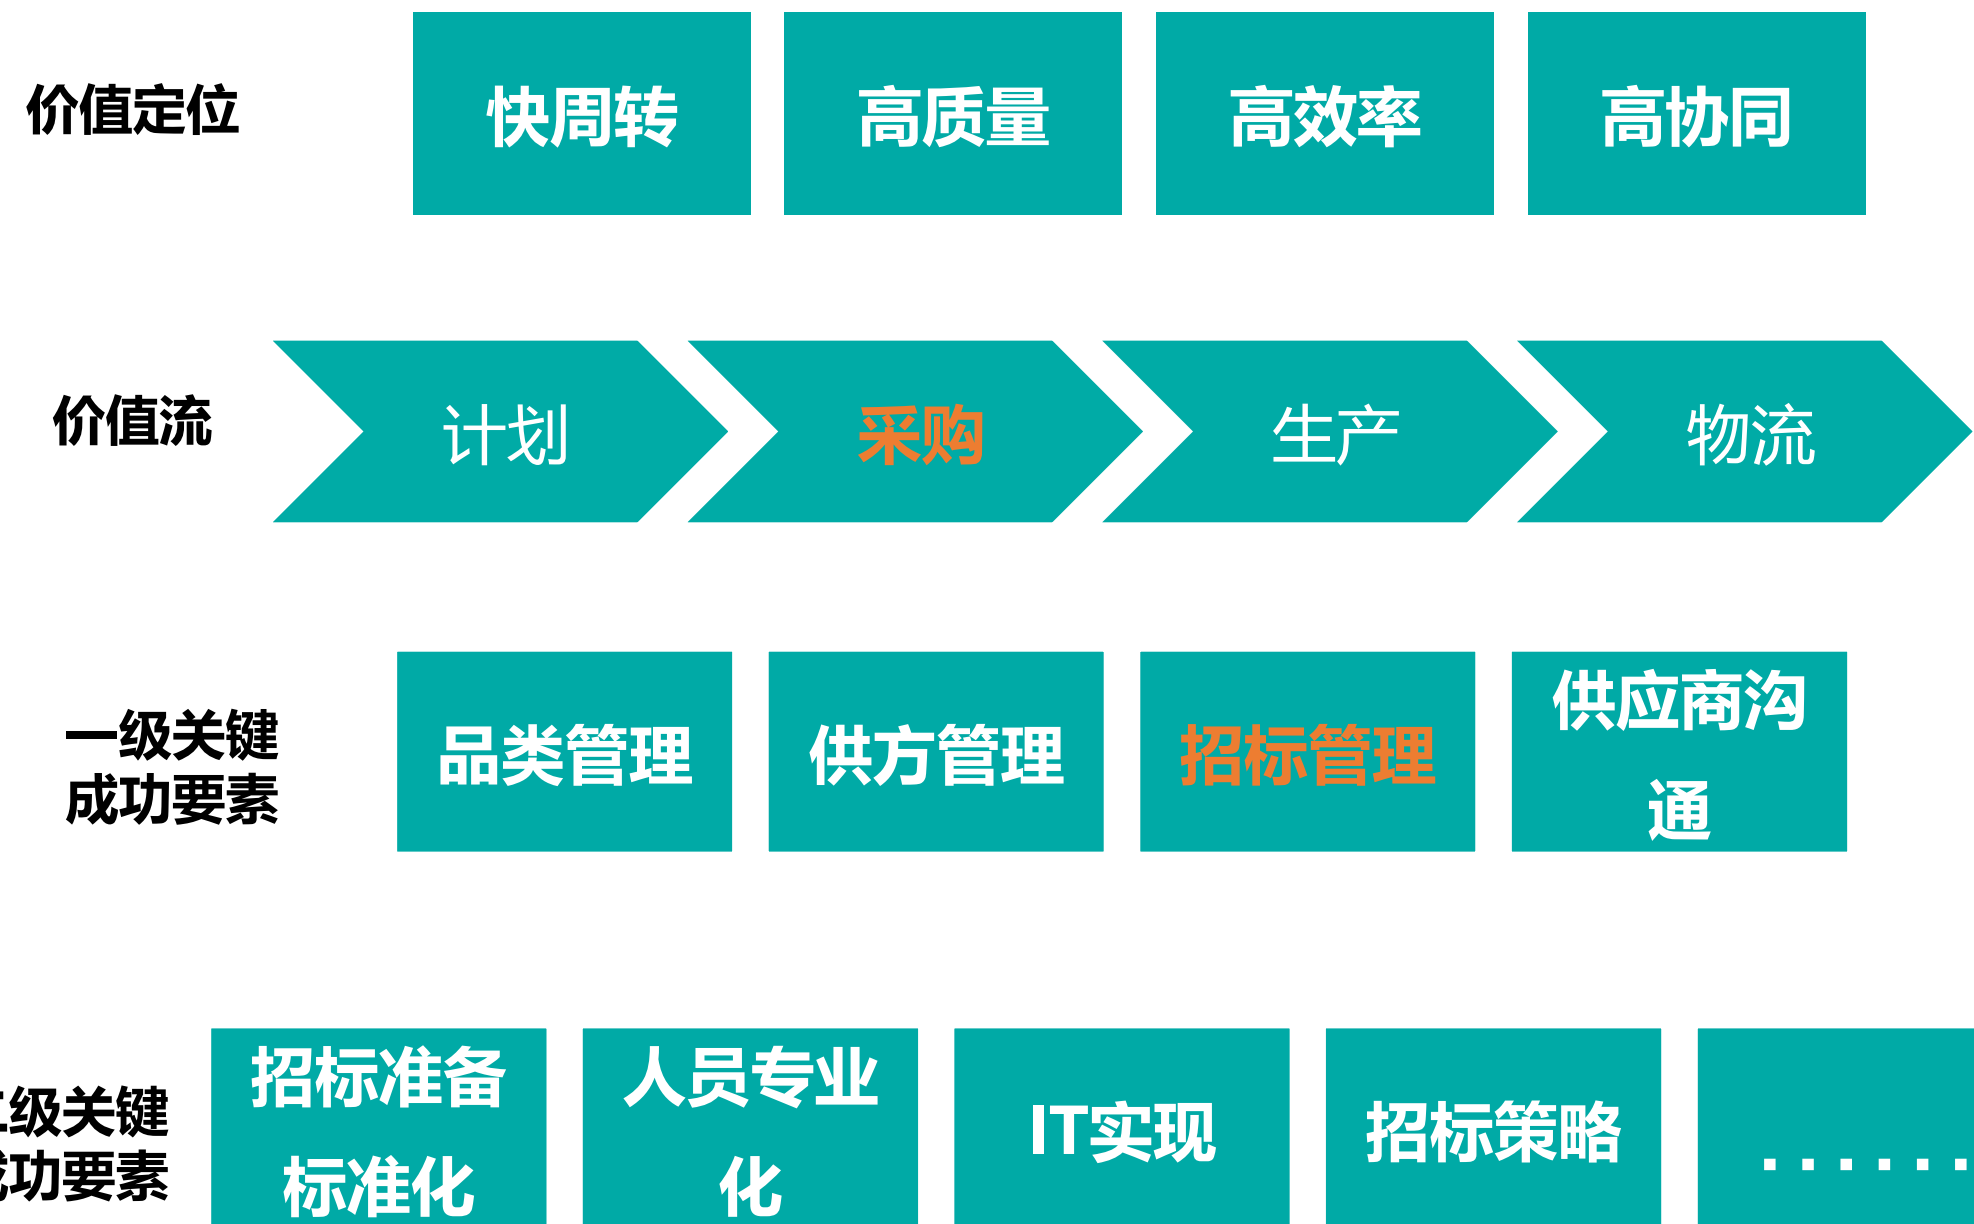 价值定位
快周转
高质量
高效率
高协同
价值流
计划
采购
生产
物流
一级关键
成功要素
品类管理
供方管理
招标管理
供应商沟
通
二级关键
成功要素
招标准备
标准化
人员专业
化
IT实现
招标策略
......